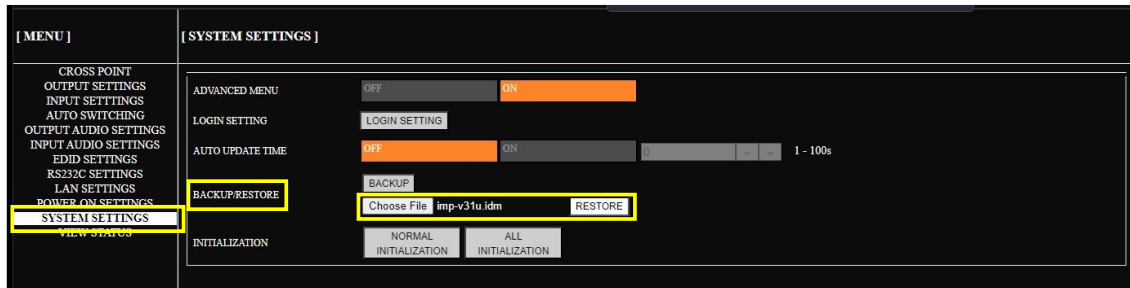 [ MENU ]
[ SYSTEM SETTINGS ]
CROSS POINT
OUTPUT SETTINGS
INPUT SETTTINGS
AUTO SWITCHING
OUTPUT AUDIO SETTINGS
INPUT AUDIO SETTINGS
EDID SETTINGS
RS232C SETTINGS
LAN SETTINGS
POWER ON SETTINGS
SYSTEM SETTINGS
VIEW STATUS
ADVANCED MENU OFF ON
LOGIN SETTING LOGIN SETTING
AUTO UPDATE TIME OFF ON 0 - + 1 - 100s
BACKUP/RESTORE BACKUP
Choose File imp-v31u.idm RESTORE
INITIALIZATION NORMAL INITIALIZATION ALL INITIALIZATION